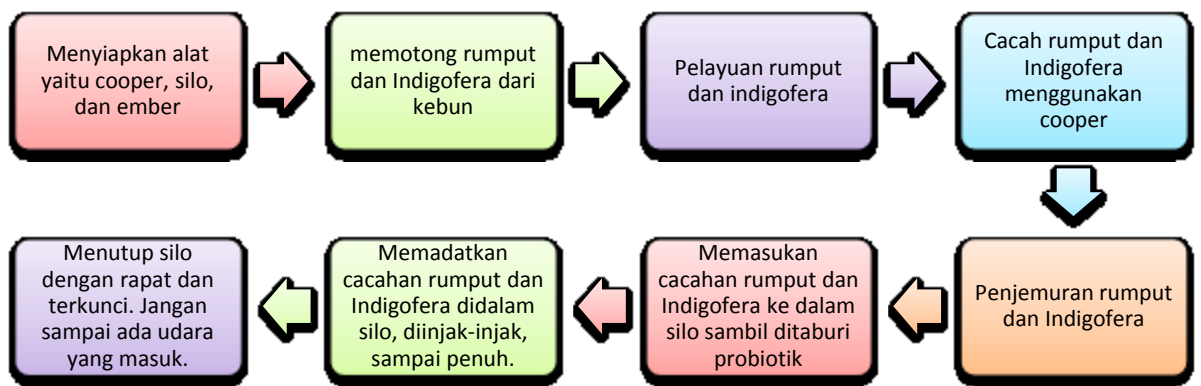 Menyiapkan alat
yaitu cooper, silo,
dan ember
memotong rumput
dan Indigofera dari
kebun
Pelayuan rumput
dan indigofera
Cacah rumput dan
Indigofera
menggunakan
cooper
Penjemuran rumput
dan Indigofera
Memasukan
cacahan rumput dan
Indigofera ke dalam
silo sambil ditaburi
probiotik
Memadatkan
cacahan rumput dan
Indigofera didalam
silo, diinjak-injak,
sampai penuh.
Menutup silo
dengan rapat dan
terkunci. Jangan
sampai ada udara
yang masuk.